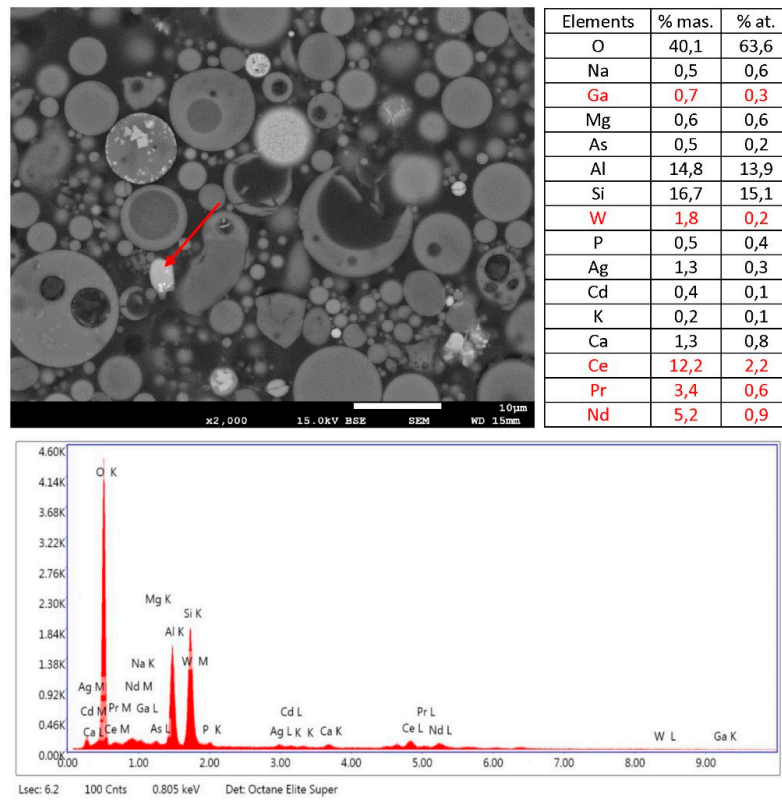 x2,000 15.0kV BSE SEM 10μm WD 15mm
Elements % mas. % at.
O 40,1 63,6
Na 0,5 0,6
Ga 0,7 0,3
Mg 0,6 0,6
As 0,5 0,2
Al 14,8 13,9
Si 16,7 15,1
W 1,8 0,2
P 0,5 0,4
Ag 1,3 0,3
Cd 0,4 0,1
K 0,2 0,1
Ca 1,3 0,8
Ce 12,2 2,2
Pr 3,4 0,6
Nd 5,2 0,9
4.60K
O K
4.14K
3.68K
3.22K
2.76K
2.30K
Mg K
Si K
1.84K
Al K
1.38K
Na K W M
0.92K
Ag M Nd M
0.46K
Cd M Pr M Ga L Cd L Pr L
Ca L Ce M As L P K Ag L K K Ca K Ce L Nd L W L Ga K
0.00K
0.00 1.00 2.00 3.00 4.00 5.00 6.00 7.00 8.00 9.00
Lsec: 6.2 100 Cnts 0.805 keV Det: Octane Elite Super